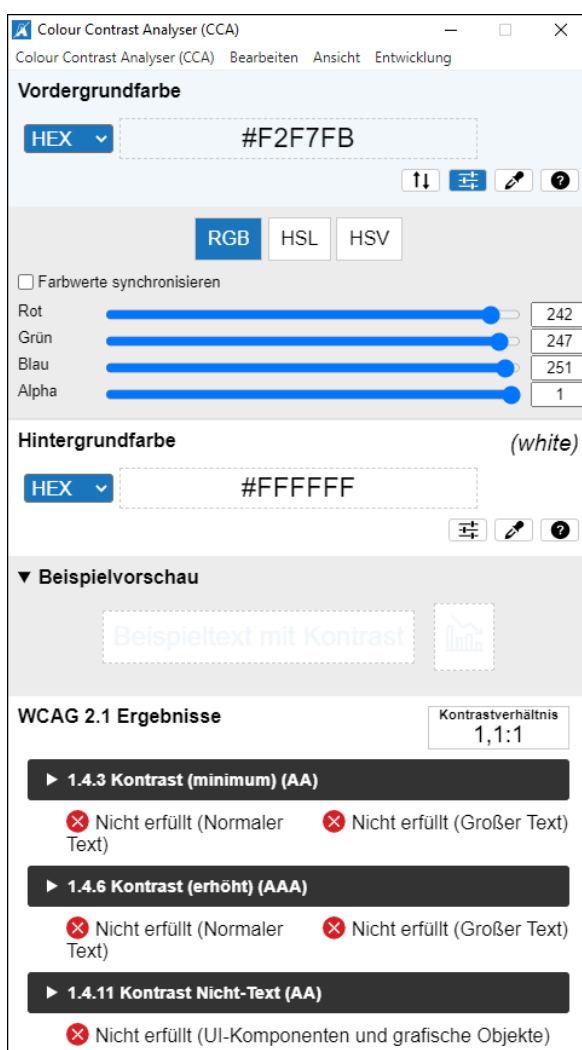 Colour Contrast Analyser (CCA)
Colour Contrast Analyser (CCA) Bearbeiten Ansicht Entwicklung
Vordergrundfarbe
HEX #F2F7FB
RGB HSL HSV
Farbwerte synchronisieren
Rot 242
Grün 247
Blau 251
Alpha 1
Hintergrundfarbe (white)
HEX #FFFFFF
▼ Beispielvorschau
Beispieltext mit Kontrast
WCAG 2.1 Ergebnisse
Kontrastverhältnis
1,1:1
1.4.3 Kontrast (minimum) (AA)
Nicht erfüllt (Normaler Text) Nicht erfüllt (Großer Text)
1.4.6 Kontrast (erhöht) (AAA)
Nicht erfüllt (Normaler Text) Nicht erfüllt (Großer Text)
1.4.11 Kontrast Nicht-Text (AA)
Nicht erfüllt (UI-Komponenten und grafische Objekte)